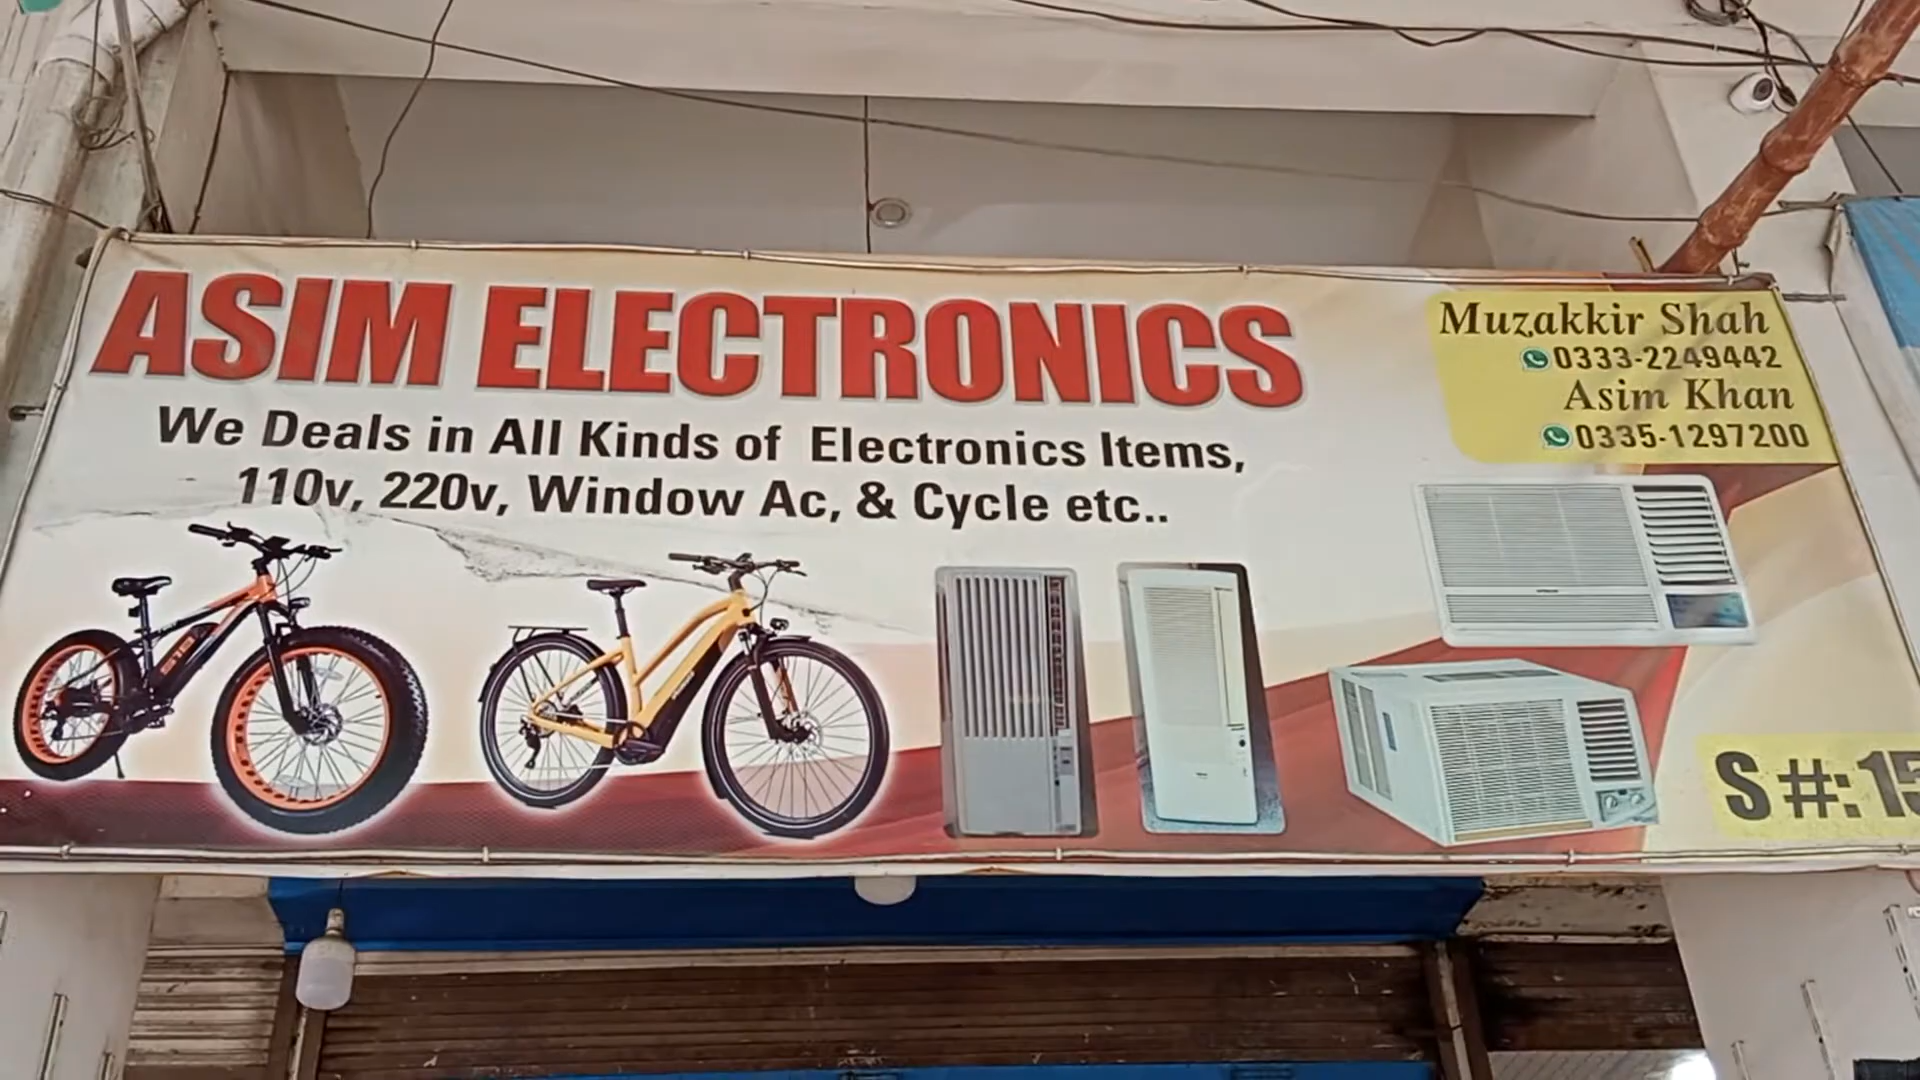 ASIM ELECTRONICS
We Deals in All Kinds of Electronics Items,
110v, 220v, Window Ac, & Cycle etc..
Muzakkir Shah
0333-2249442
Asim Khan
0335-1297200
S #:15